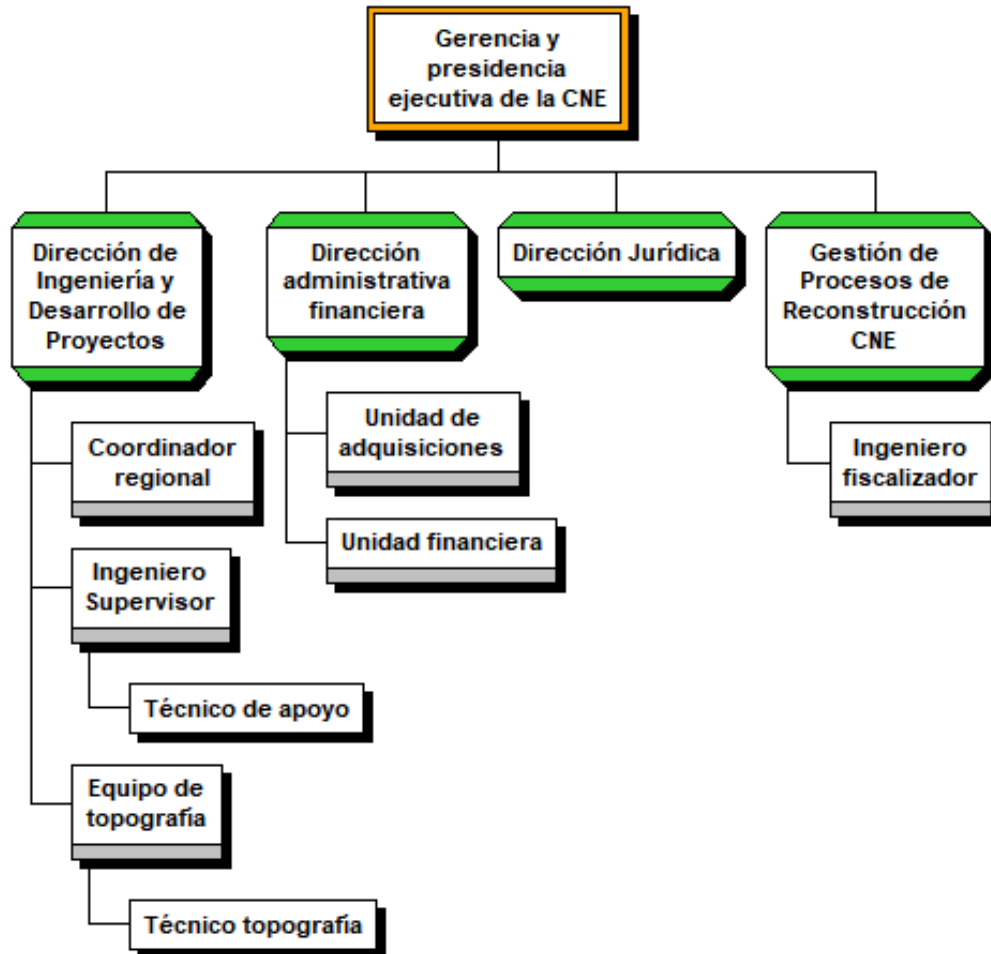 Gerencia y
presidencia
ejecutiva de la CNE
Dirección de
Ingeniería y
Desarrollo de
Proyectos
Coordinador
regional
Ingeniero
Supervisor
Técnico de apoyo
Equipo de
topografía
Técnico topografía
Dirección
administrativa
financiera
Unidad de
adquisiciones
Unidad financiera
Dirección Jurídica
Gestión de
Procesos de
Reconstrucción
CNE
Ingeniero
fiscalizador